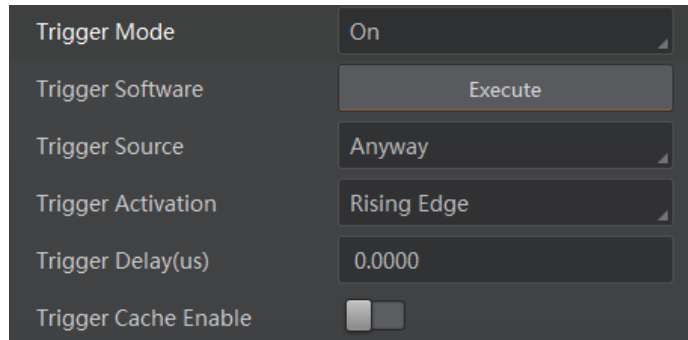 Trigger Mode On
Trigger Software Execute
Trigger Source Anyway
Trigger Activation Rising Edge
Trigger Delay(us) 0.0000
Trigger Cache Enable